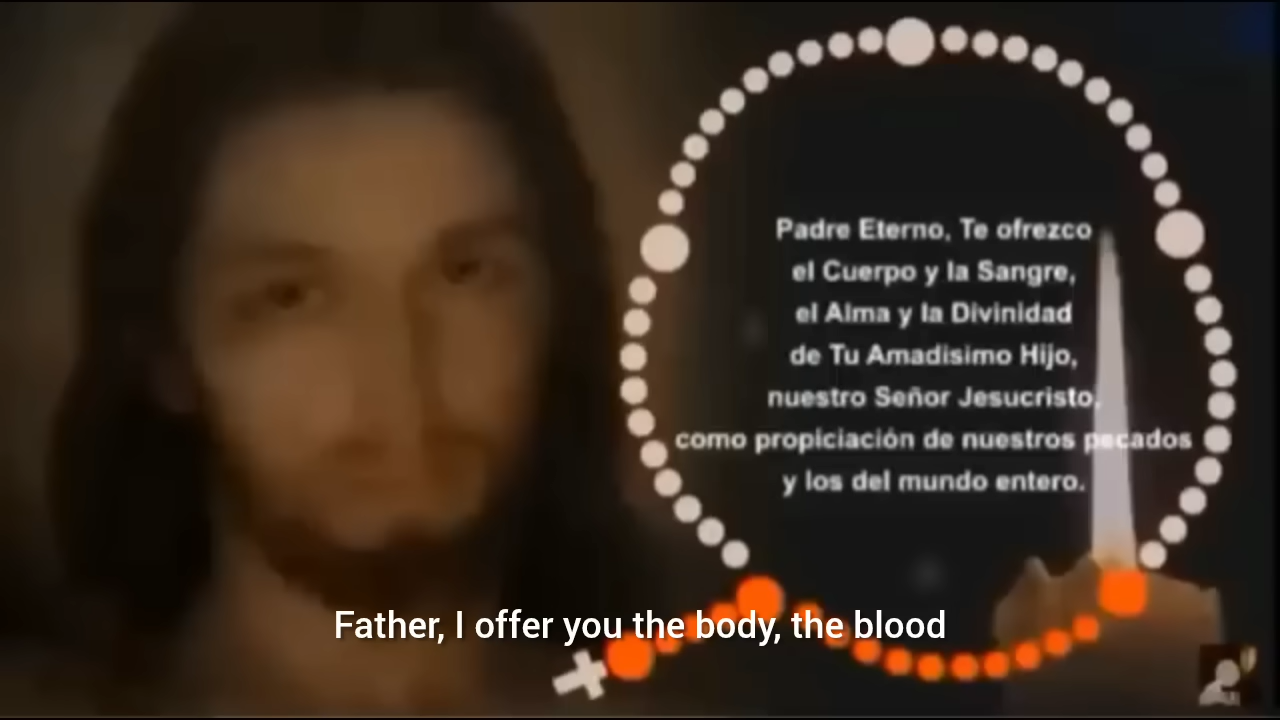 Padre Eterno, Te ofrezco
el Cuerpo y la Sangre,
el Alma y la Divinidad
de Tu Amadisimo Hijo,
nuestro Señor Jesucristo,
como propiciación de nuestros pecados
y los del mundo entero.
Father, I offer you the body, the blood